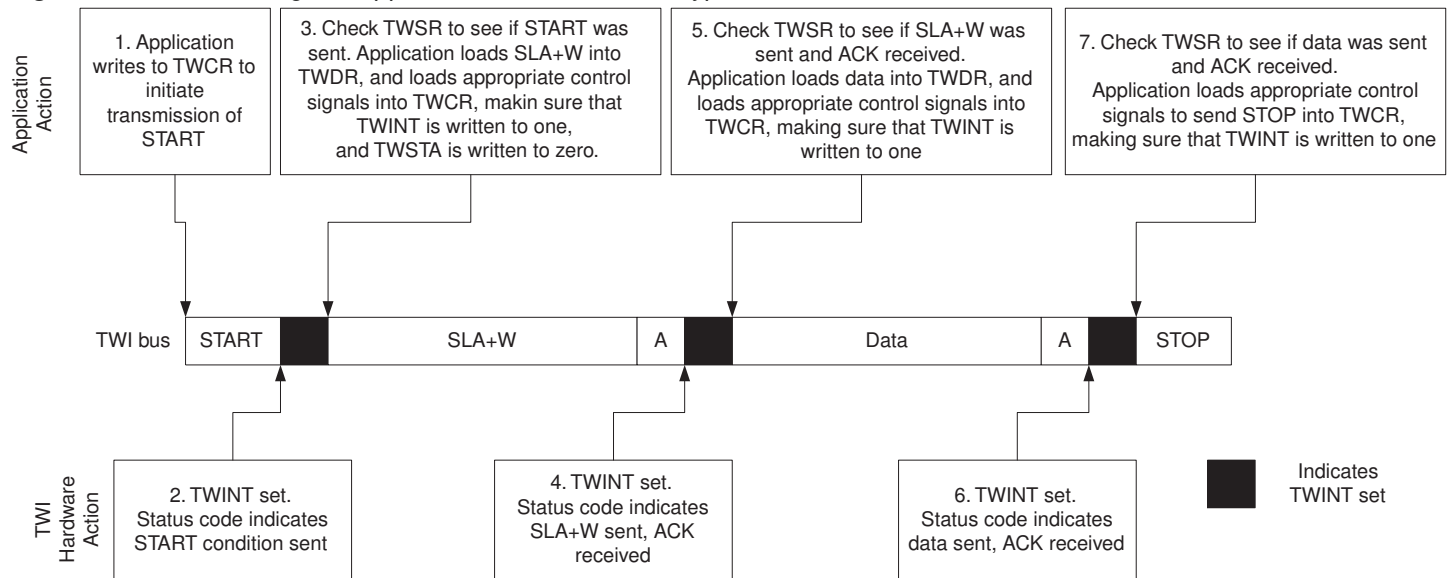 1. Application
writes to TWCR to
initiate
transmission of
START
3. Check TWSR to see if START was
sent. Application loads SLA+W into
TWDR, and loads appropriate control
signals into TWCR, makin sure that
TWINT is written to one,
and TWSTA is written to zero.
5. Check TWSR to see if SLA+W was
sent and ACK received.
Application loads data into TWDR, and
loads appropriate control signals into
TWCR, making sure that TWINT is
written to one
7. Check TWSR to see if data was sent
and ACK received.
Application loads appropriate control
signals to send STOP into TWCR,
making sure that TWINT is written to one
Application
Action
TWI bus
START
SLA+W
A
Data
A
STOP
TWI
Hardware
Action
2. TWINT set.
Status code indicates
START condition sent
4. TWINT set.
Status code indicates
SLA+W sent, ACK
received
6. TWINT set.
Status code indicates
data sent, ACK received
Indicates
TWINT set